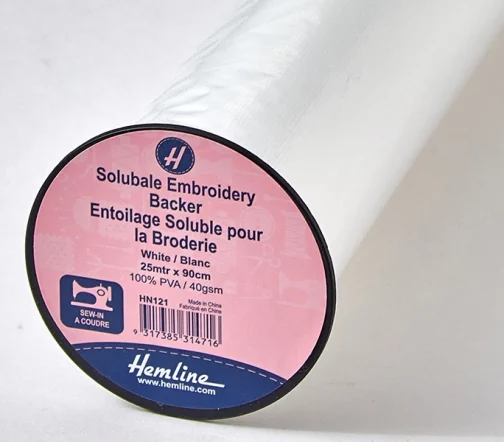 H
Solubale Embroidery
Backer
Entoilage Soluble pour
la Broderie
White / Blanc
25mtr x 90cm
100% PVA / 40gsm
HN121
Made in China
Fabriqué en Chine
SEW-IN
A COUDRE
9 317385 314716
Hemline
www.hemline.com